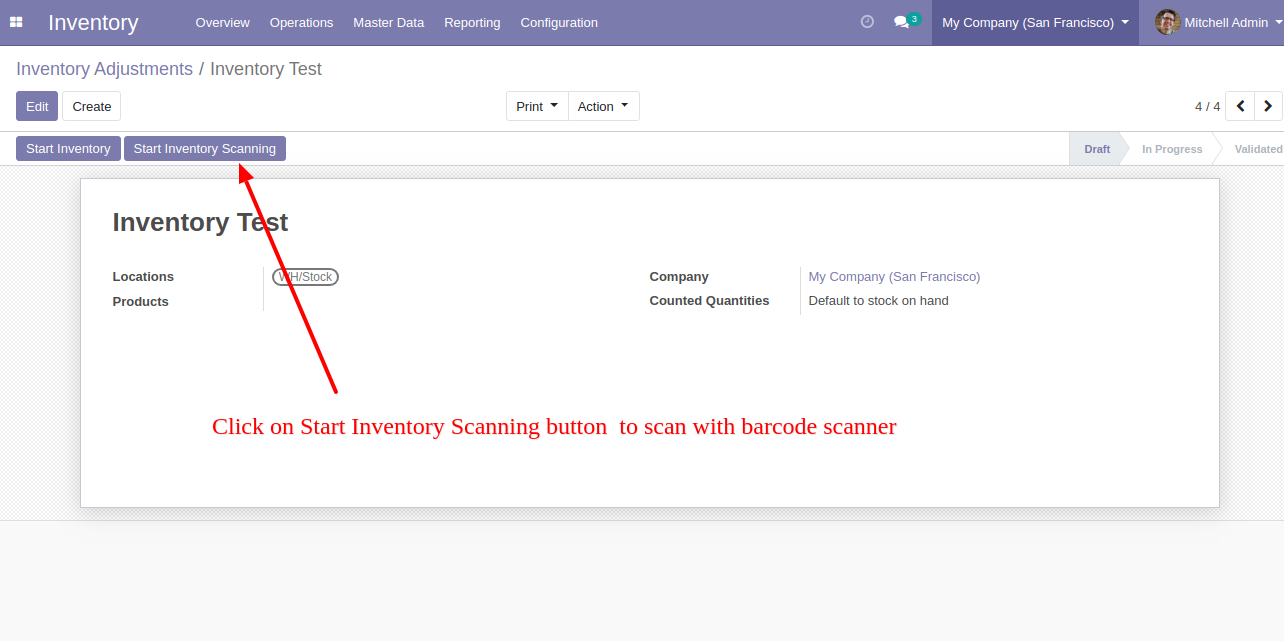 Inventory Overview Operations Master Data Reporting Configuration 3 My Company (San Francisco) Mitchell Admin
Inventory Adjustments / Inventory Test
Edit Create Print Action 4 / 4
Start Inventory Start Inventory Scanning Draft In Progress Validated
Inventory Test
Locations WH/Stock Company My Company (San Francisco)
Products Counted Quantities Default to stock on hand
Click on Start Inventory Scanning button to scan with barcode scanner